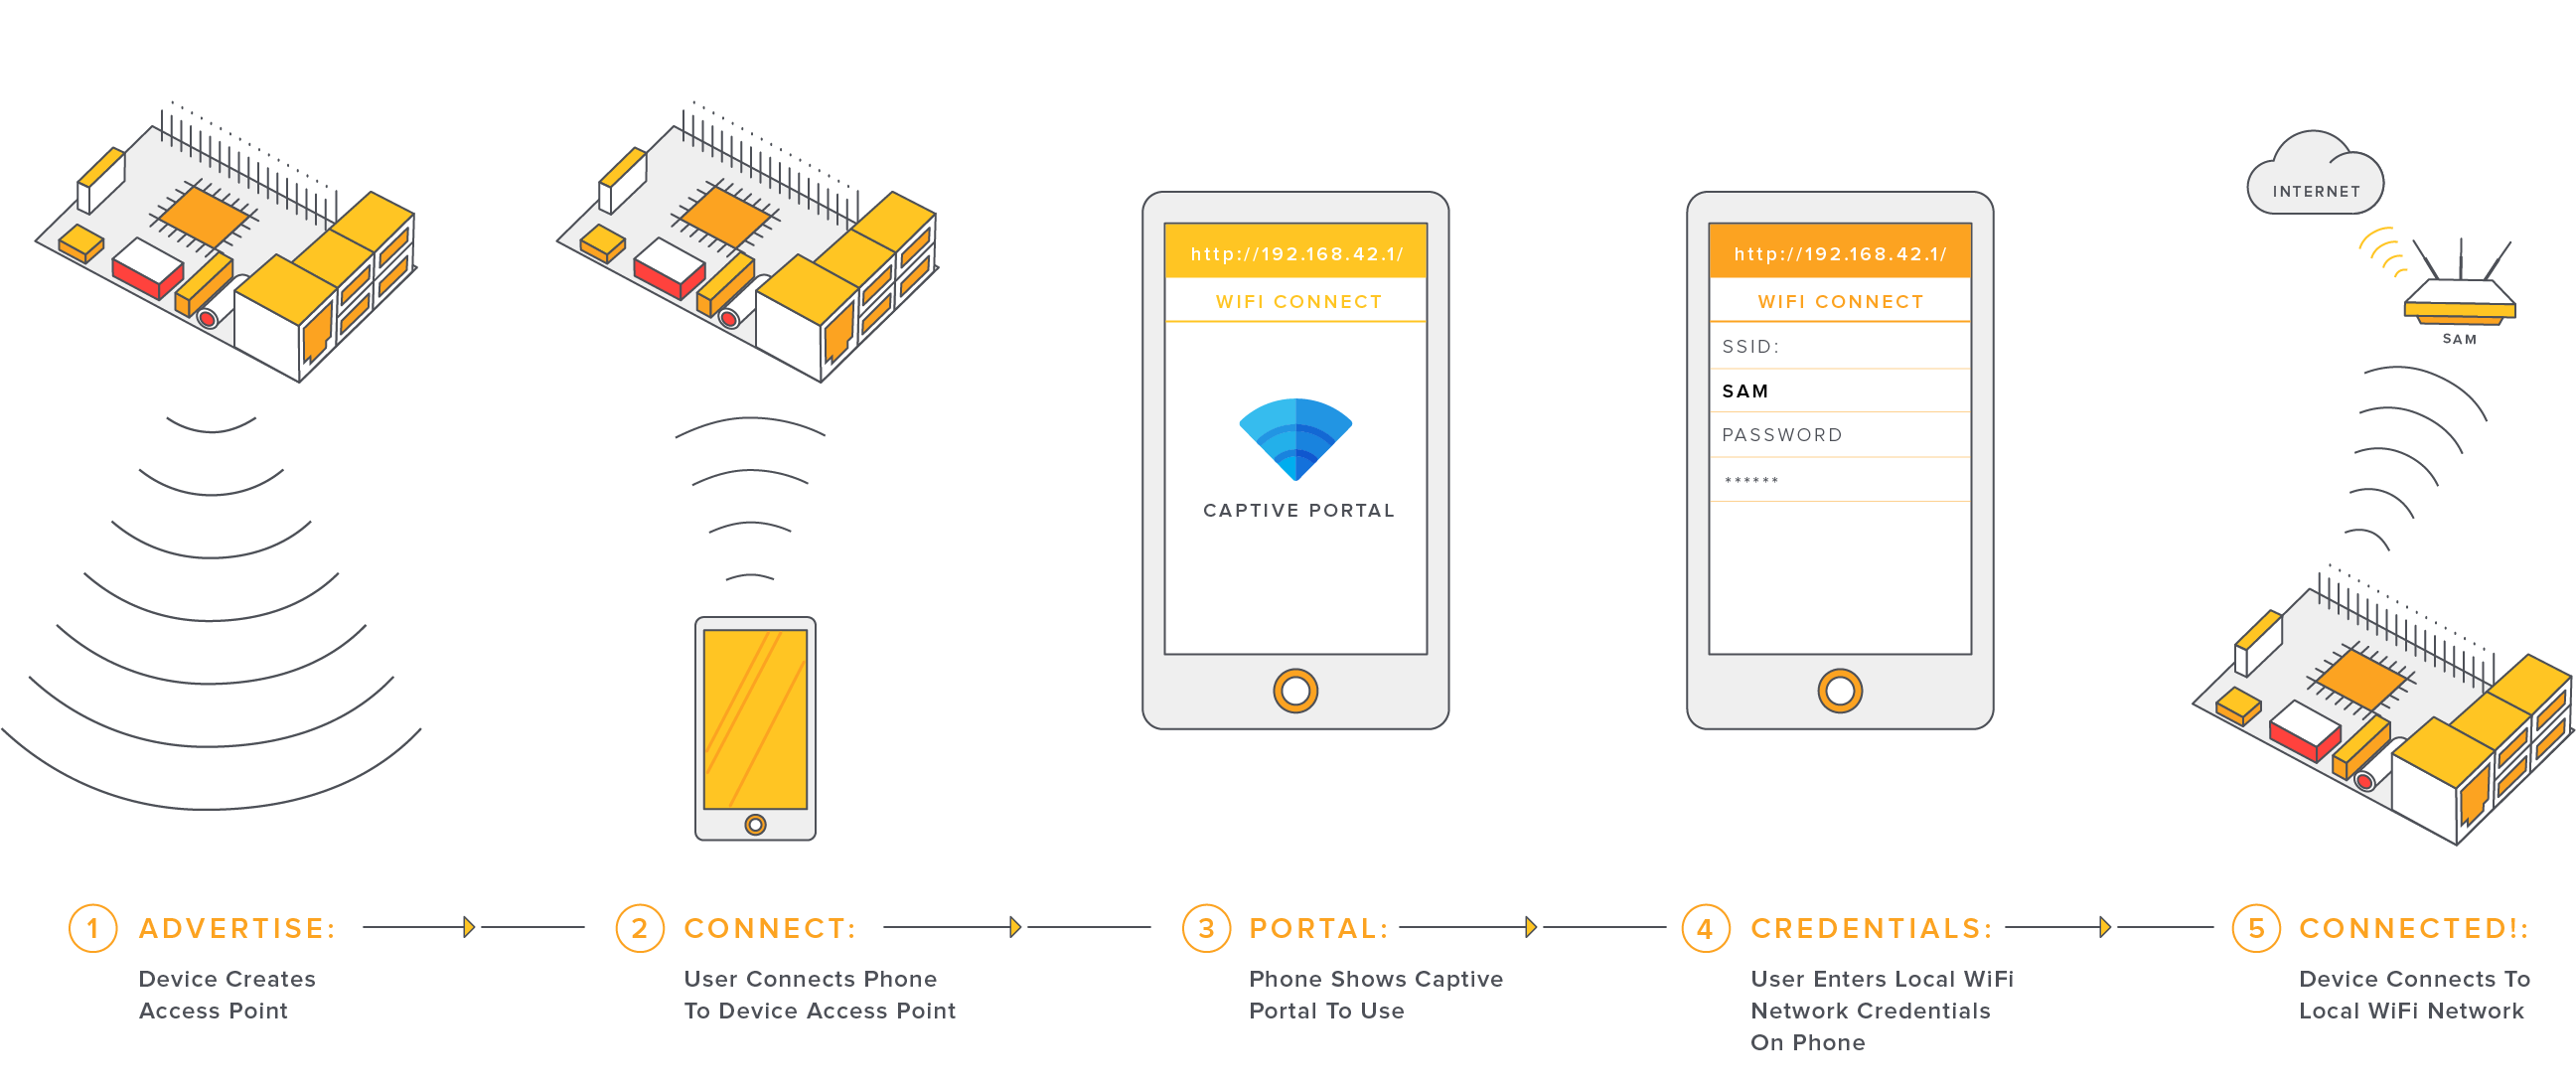 http://192.168.42.1/
WIFI CONNECT
CAPTIVE PORTAL
http://192.168.42.1/
WIFI CONNECT
SSID:
SAM
PASSWORD
******
INTERNET
SAM
1 ADVERTISE:
Device Creates
Access Point
2 CONNECT:
User Connects Phone
To Device Access Point
3 PORTAL:
Phone Shows Captive
Portal To Use
4 CREDENTIALS:
User Enters Local WiFi
Network Credentials
On Phone
5 CONNECTED!:
Device Connects To
Local WiFi Network